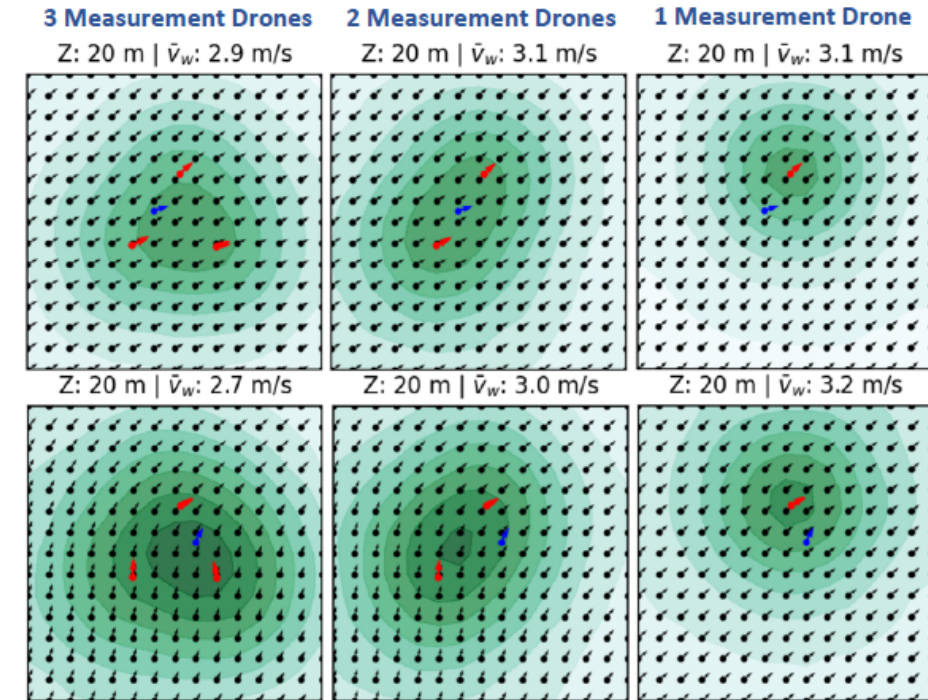 3 Measurement Drones 2 Measurement Drones 1 Measurement Drone
Z: 20 m | v̄w: 2.9 m/s Z: 20 m | v̄w: 3.1 m/s Z: 20 m | v̄w: 3.1 m/s
Z: 20 m | v̄w: 2.7 m/s Z: 20 m | v̄w: 3.0 m/s Z: 20 m | v̄w: 3.2 m/s